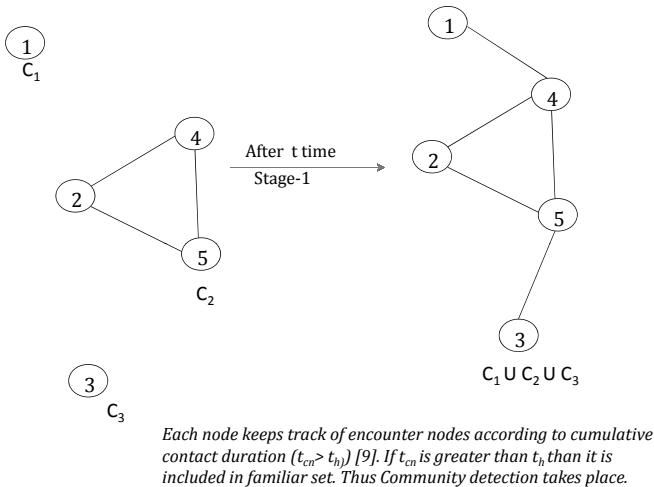 1
C₁
4
2
5
C₂
3
C₃
After t time
Stage-1
1
4
2
5
3
C₁ U C₂ U C₃
Each node keeps track of encounter nodes according to cumulative
contact duration (tcn> th)) [9]. If tcn is greater than th than it is
included in familiar set. Thus Community detection takes place.